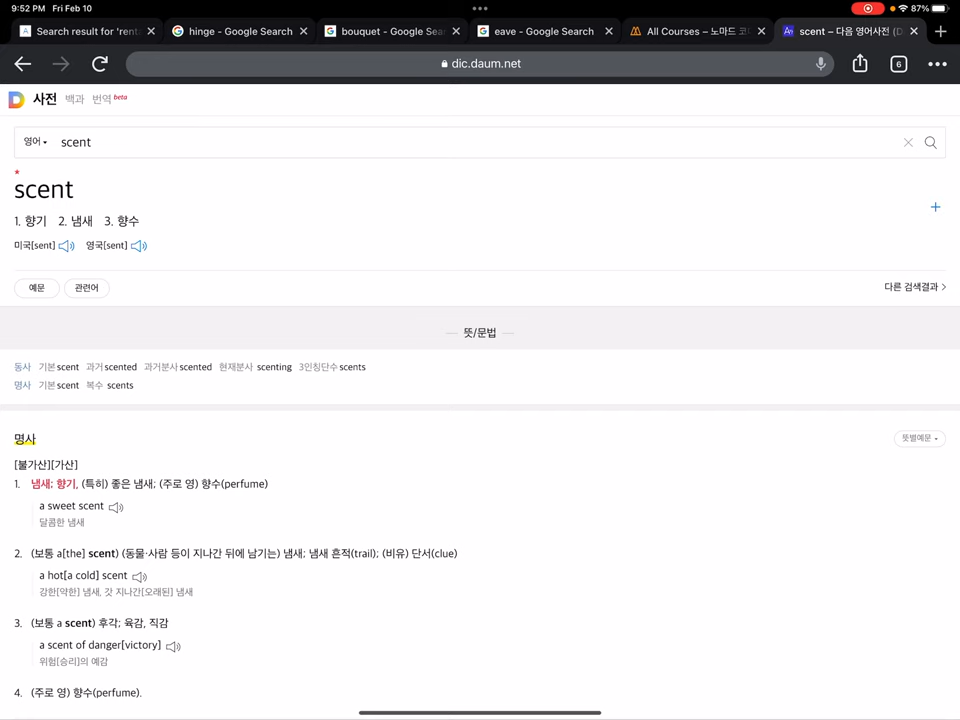 9:52 PM Fri Feb 10
87%
Search result for 'rent
hinge - Google Search
bouquet - Google Sea
eave - Google Search
All Courses – 노마드 코
scent – 다음 영어사전 (D
dic.daum.net
6
사전 백과 번역 beta
영어 scent
*
scent
1. 향기 2. 냄새 3. 향수
미국[sent] 영국[sent]
예문 관련어 다른 검색결과 >
뜻/문법
동사 기본 scent 과거 scented 과거분사 scented 현재분사 scenting 3인칭단수 scents
명사 기본 scent 복수 scents
명사 뜻별예문
[불가산][가산]
1. 냄새; 향기, (특히) 좋은 냄새; (주로 영) 향수(perfume)
a sweet scent
달콤한 냄새
2. (보통 a[the] scent) (동물·사람 등이 지나간 뒤에 남기는) 냄새; 냄새 흔적(trail); (비유) 단서(clue)
a hot[a cold] scent
강한[약한] 냄새, 갓 지나간[오래된] 냄새
3. (보통 a scent) 후각; 육감, 직감
a scent of danger[victory]
위험[승리]의 예감
4. (주로 영) 향수(perfume).